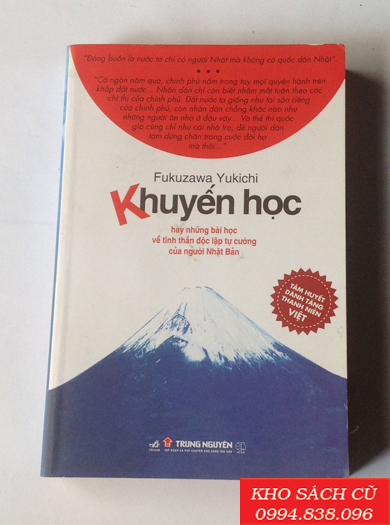 "Đáng buồn là nước ta chỉ có người Nhật mà không có quốc dân Nhật".
• • •
"Cả ngàn năm qua, chính phủ nắm trong tay mọi quyền hành trên
khắp đất nước... Nhân dân chỉ còn biết nhắm mắt tuân theo các
chỉ thị của chính phủ. Đất nước ta giống như tài sản riêng
của chính phủ, còn nhân dân chẳng khác nào như
những người ăn nhờ ở đậu vậy... Và thế thì quốc
gia cũng chỉ như cái nhà trọ, để người dân
tạm dừng chân trong cuộc đời họ
mà thôi..."
Fukuzawa Yukichi
Khuyến học
hay những bài học
về tinh thần độc lập tự cường
của người Nhật Bản
TÂM HUYẾT
DÀNH TẶNG
THANH NIÊN
VIỆT
TRUNG NGUYÊN
KHO SÁCH CŨ
0994.838.096